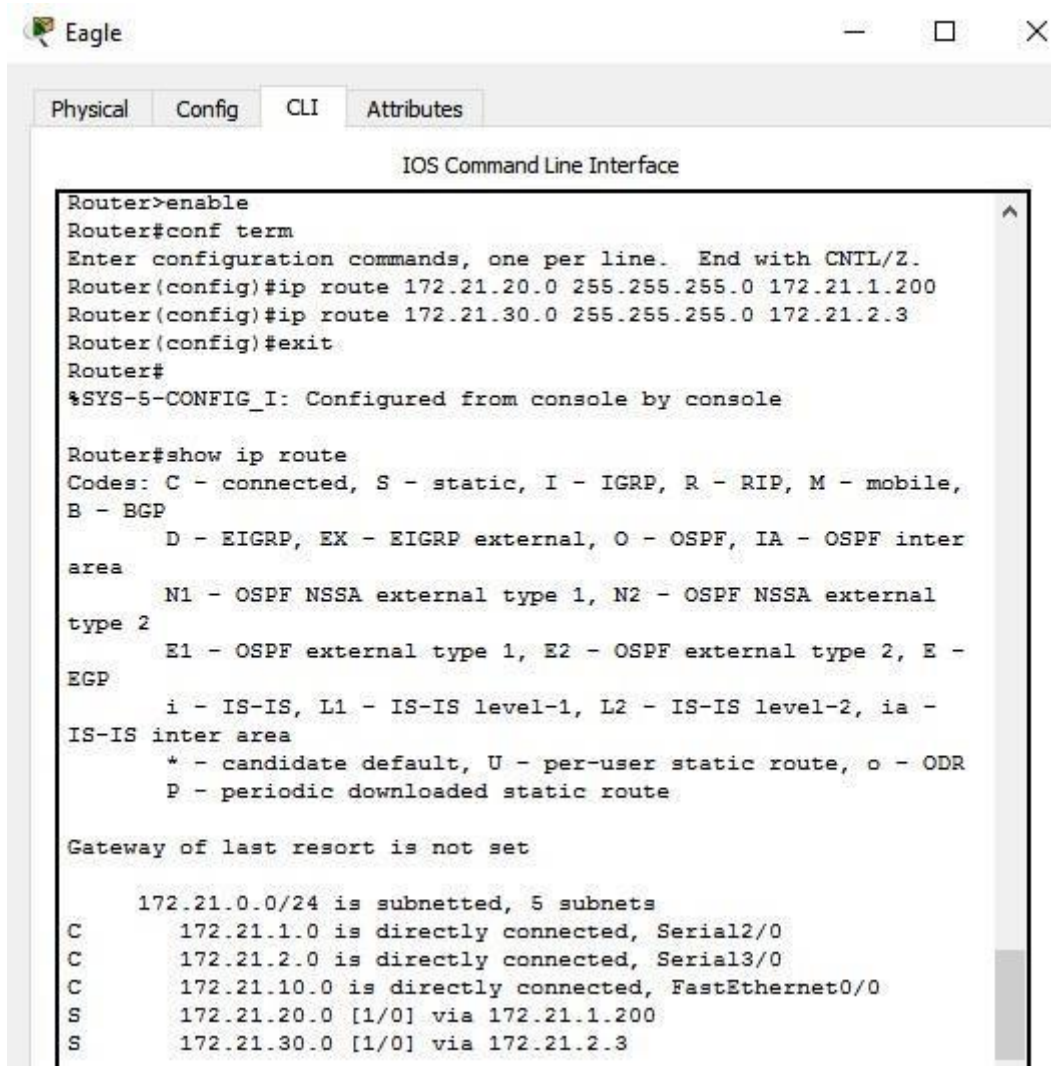 Eagle
Physical Config CLI Attributes
IOS Command Line Interface
Router>enable
Router#conf term
Enter configuration commands, one per line.  End with CNTL/Z.
Router(config)#ip route 172.21.20.0 255.255.255.0 172.21.1.200
Router(config)#ip route 172.21.30.0 255.255.255.0 172.21.2.3
Router(config)#exit
Router#
%SYS-5-CONFIG_I: Configured from console by console
Router#show ip route
Codes: C - connected, S - static, I - IGRP, R - RIP, M - mobile,
B - BGP
D - EIGRP, EX - EIGRP external, O - OSPF, IA - OSPF inter
area
N1 - OSPF NSSA external type 1, N2 - OSPF NSSA external
type 2
E1 - OSPF external type 1, E2 - OSPF external type 2, E -
EGP
i - IS-IS, L1 - IS-IS level-1, L2 - IS-IS level-2, ia -
IS-IS inter area
* - candidate default, U - per-user static route, o - ODR
P - periodic downloaded static route
Gateway of last resort is not set
172.21.0.0/24 is subnetted, 5 subnets
C 172.21.1.0 is directly connected, Serial2/0
C 172.21.2.0 is directly connected, Serial3/0
C 172.21.10.0 is directly connected, FastEthernet0/0
S 172.21.20.0 [1/0] via 172.21.1.200
S 172.21.30.0 [1/0] via 172.21.2.3